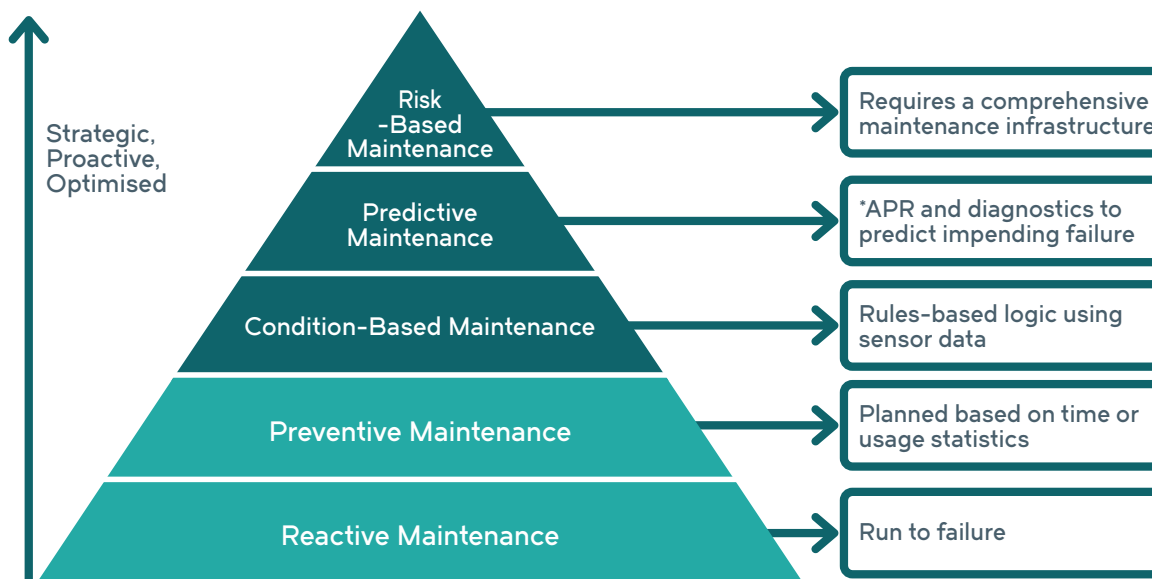 Strategic,
Proactive,
Optimised
Risk
-Based
Maintenance
Requires a comprehensive
maintenance infrastructure
Predictive
Maintenance
*APR and diagnostics to
predict impending failure
Condition-Based Maintenance
Rules-based logic using
sensor data
Preventive Maintenance
Planned based on time or
usage statistics
Reactive Maintenance
Run to failure